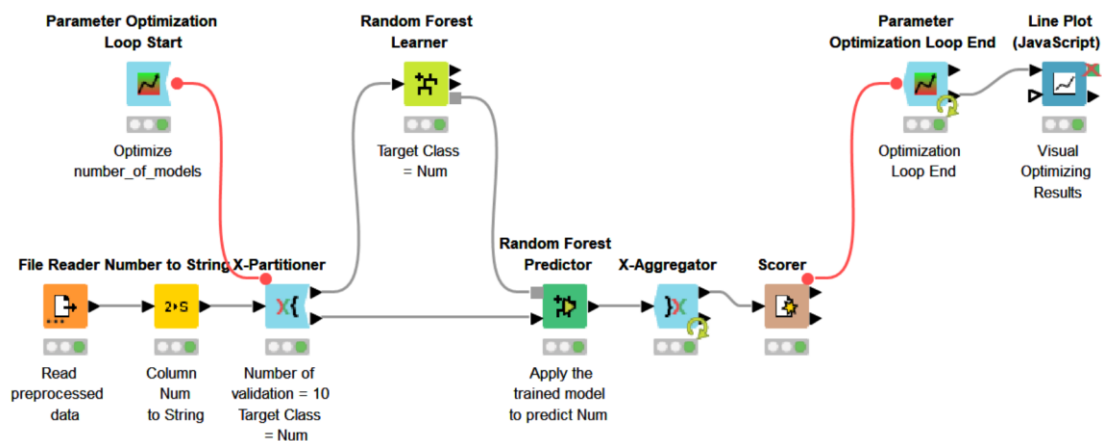 Parameter Optimization
Loop Start
Optimize
number_of_models
Random Forest
Learner
Target Class
= Num
Parameter
Optimization Loop End
Optimization
Loop End
Line Plot
(JavaScript)
Visual
Optimizing
Results
File Reader
Read
preprocessed
data
Number to String
2 S
Column
Num
to String
X-Partitioner
X{
Number of
validation = 10
Target Class
= Num
Random Forest
Predictor
Apply the
trained model
to predict Num
X-Aggregator
}X
Scorer